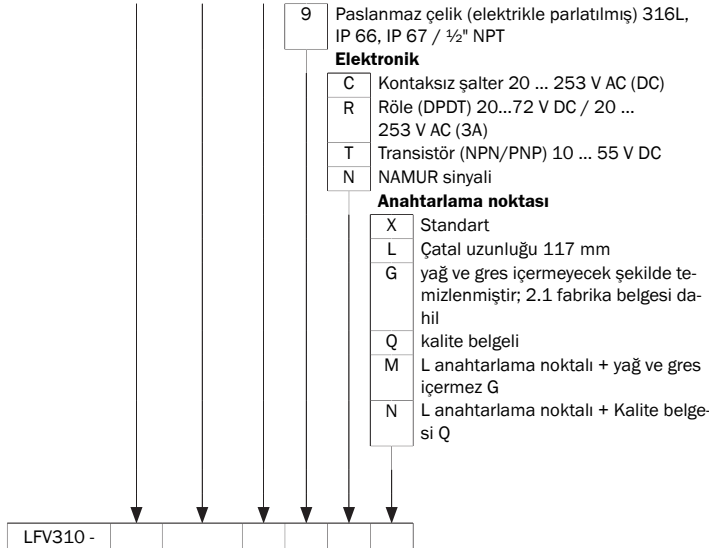 9 Paslanmaz çelik (elektrikle parlatılmış) 316L,
IP 66, IP 67 / ½" NPT
Elektronik
C Kontaksız şalter 20 ... 253 V AC (DC)
R Röle (DPDT) 20...72 V DC / 20 ...
253 V AC (3A)
T Transistör (NPN/PNP) 10 ... 55 V DC
N NAMUR sinyali
Anahtarlama noktası
X Standart
L Çatal uzunluğu 117 mm
G yağ ve gres içermeyecek şekilde te-
mizlenmiştir; 2.1 fabrika belgesi da-
hil
Q kalite belgeli
M L anahtarlama noktalı + yağ ve gres
içermez G
N L anahtarlama noktalı + Kalite belge-
si Q
LFV310 -